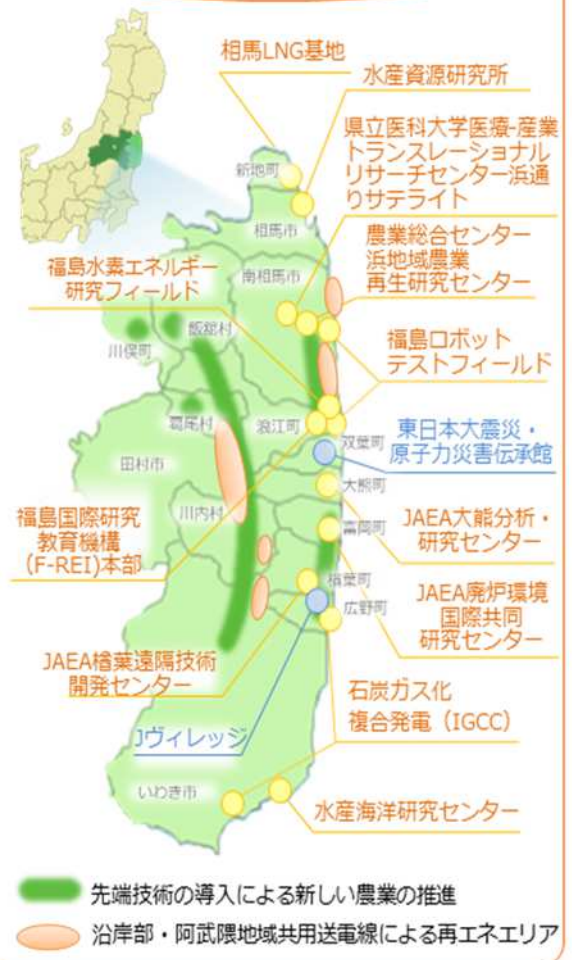 相馬LNG基地
水産資源研究所
県立医科大学医療-産業
トランスレーショナル
リサーチセンター浜通
りサテライト
新地町
相馬市
農業総合センター
浜地域農業
再生研究センター
福島水素エネルギー
研究フィールド
南相馬市
飯舘村
川俣町
福島ロボット
テストフィールド
葛尾村
浪江町
双葉町
東日本大震災・
原子力災害伝承館
田村市
大熊町
川内村
福島国際研究
教育機構
(F-REI)本部
富岡町
JAEA大熊分析・
研究センター
楢葉町
広野町
JAEA廃炉環境
国際共同
研究センター
JAEA楢葉遠隔技術
開発センター
石炭ガス化
複合発電（IGCC）
Jヴィレッジ
いわき市
水産海洋研究センター
先端技術の導入による新しい農業の推進
沿岸部・阿武隈地域共用送電線による再エネエリア